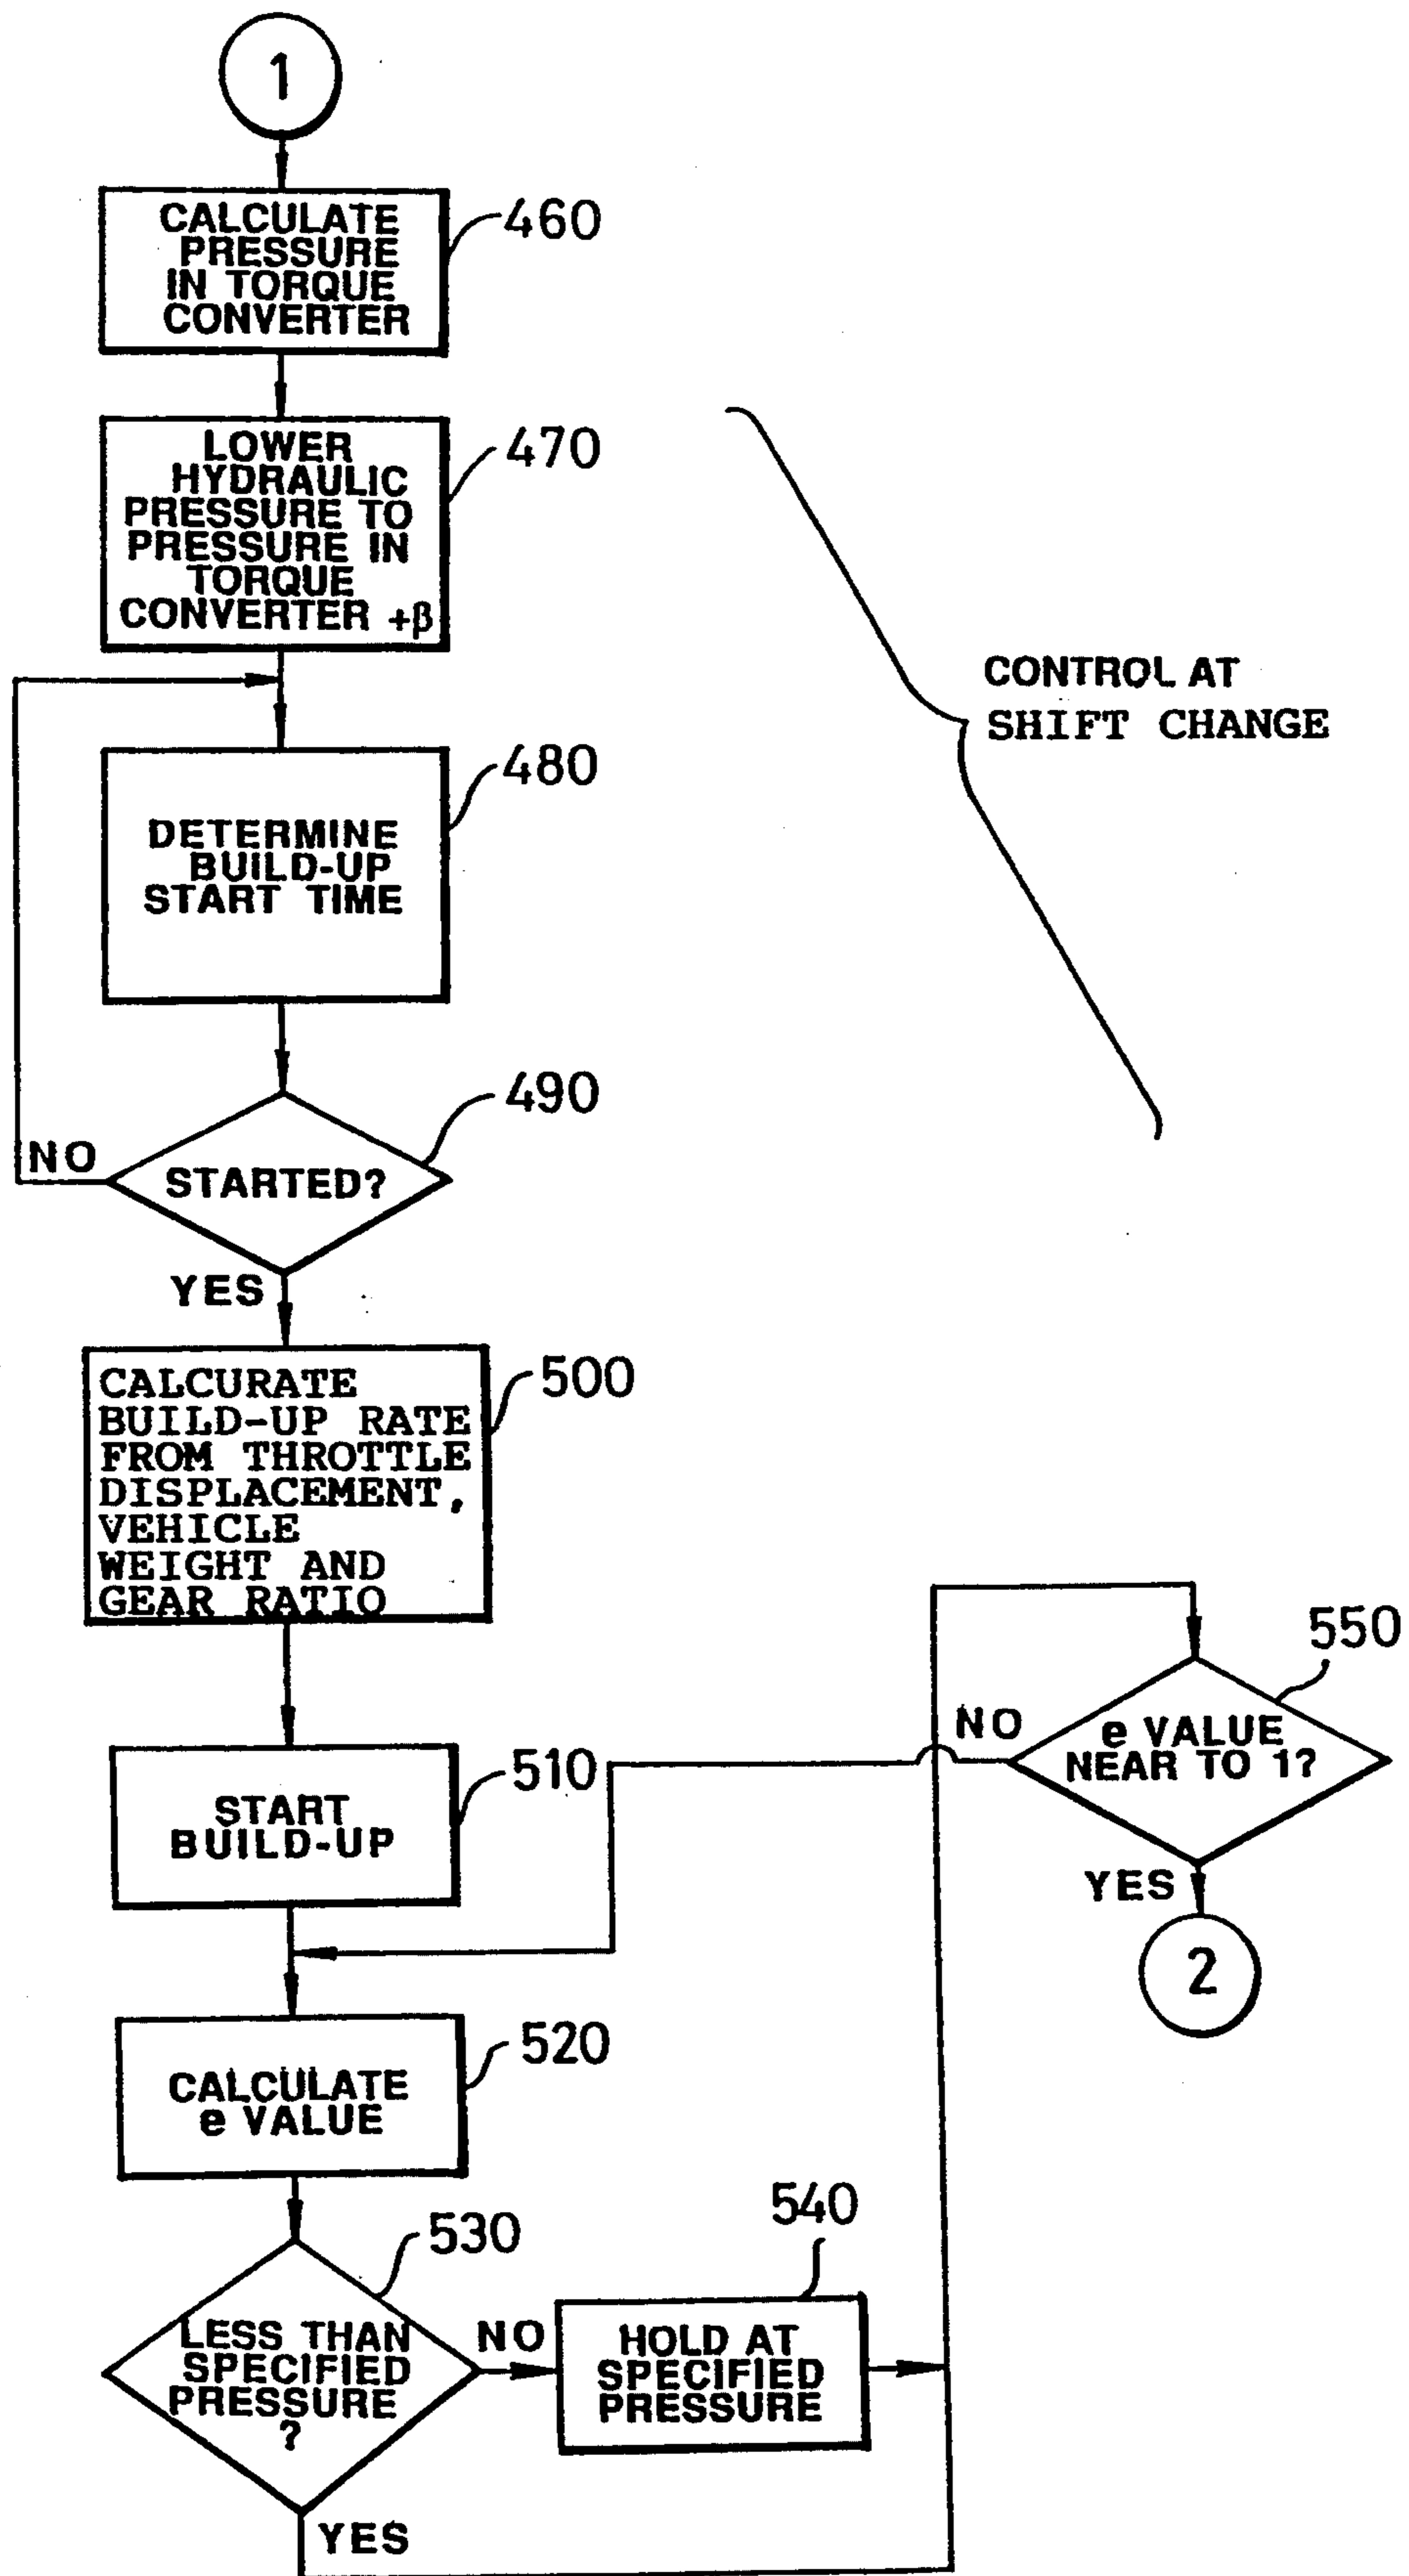 1
CALCULATE
PRESSURE
IN TORQUE
CONVERTER
460
LOWER
HYDRAULIC
PRESSURE TO
PRESSURE IN
TORQUE
CONVERTER +β
470
CONTROL AT
SHIFT CHANGE
DETERMINE
BUILD-UP
START TIME
480
STARTED?
490
NO
YES
CALCURATE
BUILD-UP RATE
FROM THROTTLE
DISPLACEMENT,
VEHICLE
WEIGHT AND
GEAR RATIO
500
START
BUILD-UP
510
CALCULATE
e VALUE
520
LESS THAN
SPECIFIED
PRESSURE
?
530
NO
YES
HOLD AT
SPECIFIED
PRESSURE
540
e VALUE
NEAR TO 1?
550
NO
YES
2